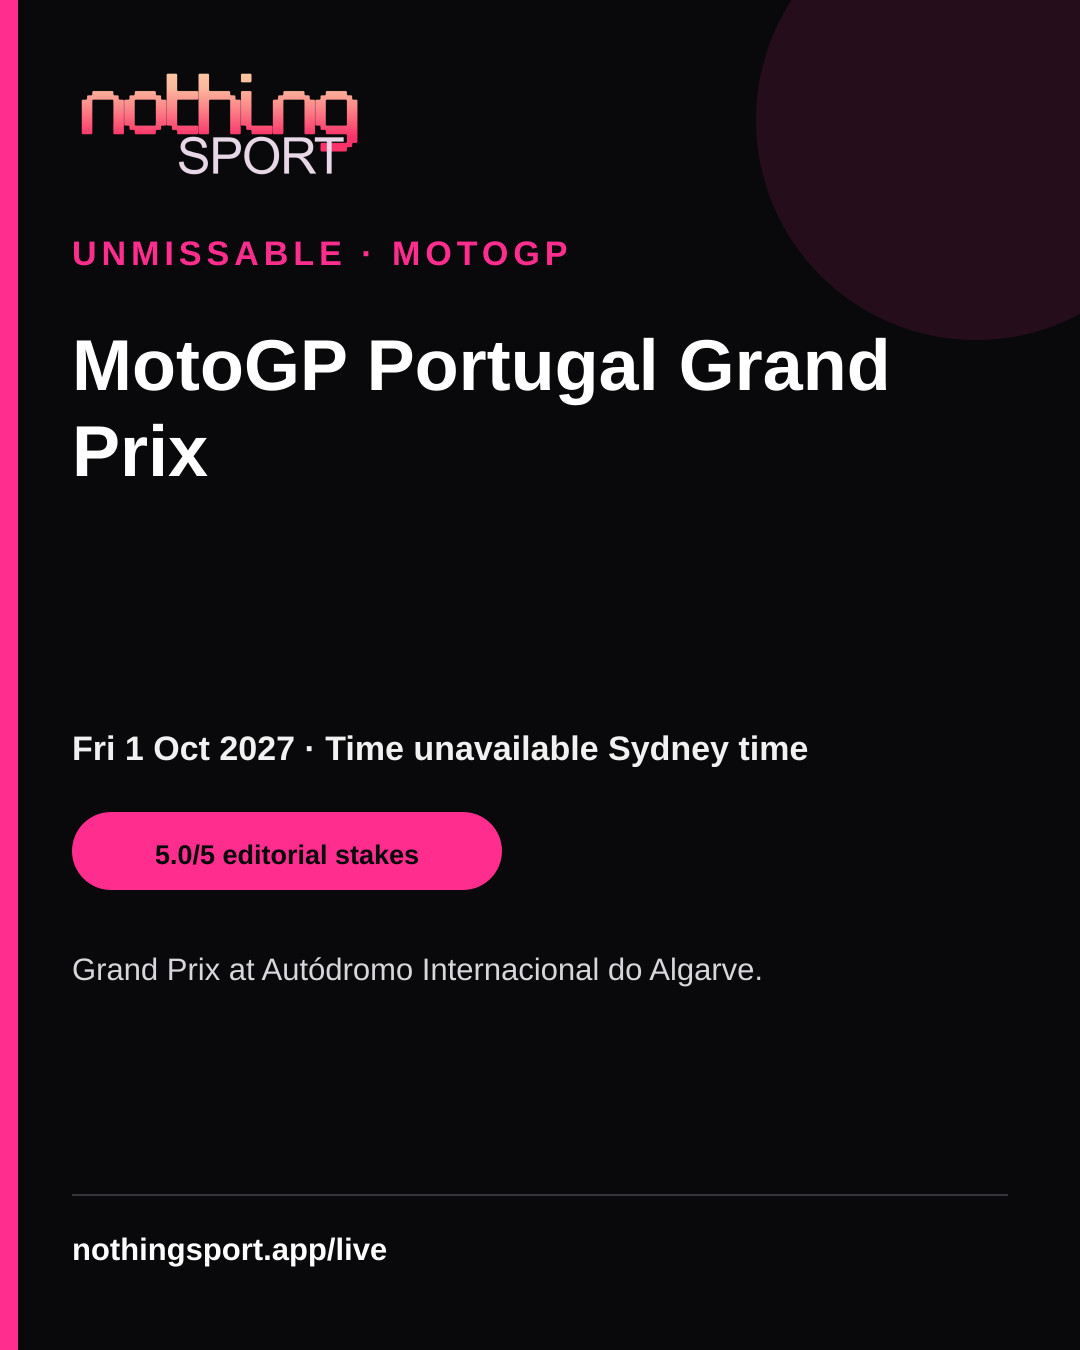 nothing
SPORT
UNMISSABLE · MOTOGP
MotoGP Portugal Grand
Prix
Fri 1 Oct 2027 · Time unavailable Sydney time
5.0/5 editorial stakes
Grand Prix at Autódromo Internacional do Algarve.
nothingsport.app/live